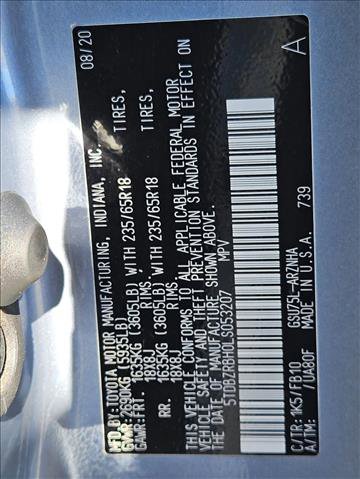 MFD.BY:TOYOTA MOTOR MANUFACTURING, INDIANA, INC. 08/20
GVWR: 2690KG (5935LB)
GAWR:FRT. 1635KG (3605LB) WITH 235/65R18 TIRES,
18X8J RIMS.
RR. 1635KG (3605LB) WITH 235/65R18 TIRES,
18X8J RIMS
THIS VEHICLE CONFORMS TO ALL APPLICABLE FEDERAL MOTOR
VEHICLE SAFETY AND THEFT PREVENTION STANDARDS IN EFFECT ON
THE DATE OF MANUFACTURE SHOWN ABOVE.
5TDBZRBH0LS053207 MPV
C/TR: 1K5/FB10 GSU75L-ARZNHA 739 A
A/TM: /UA80F MADE IN U.S.A.